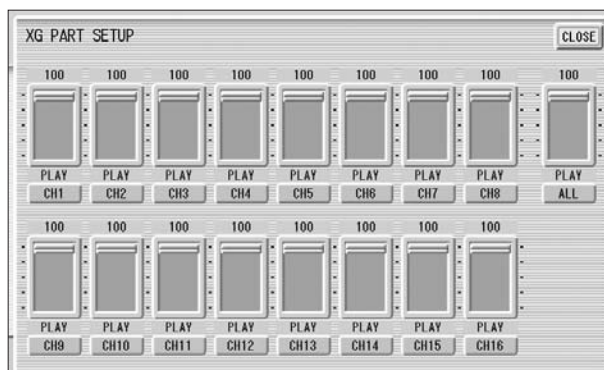 XG PART SETUP CLOSE
100 100 100 100 100 100 100 100 100
PLAY PLAY PLAY PLAY PLAY PLAY PLAY PLAY PLAY
CH1 CH2 CH3 CH4 CH5 CH6 CH7 CH8 ALL
100 100 100 100 100 100 100 100
PLAY PLAY PLAY PLAY PLAY PLAY PLAY PLAY
CH9 CH10 CH11 CH12 CH13 CH14 CH15 CH16